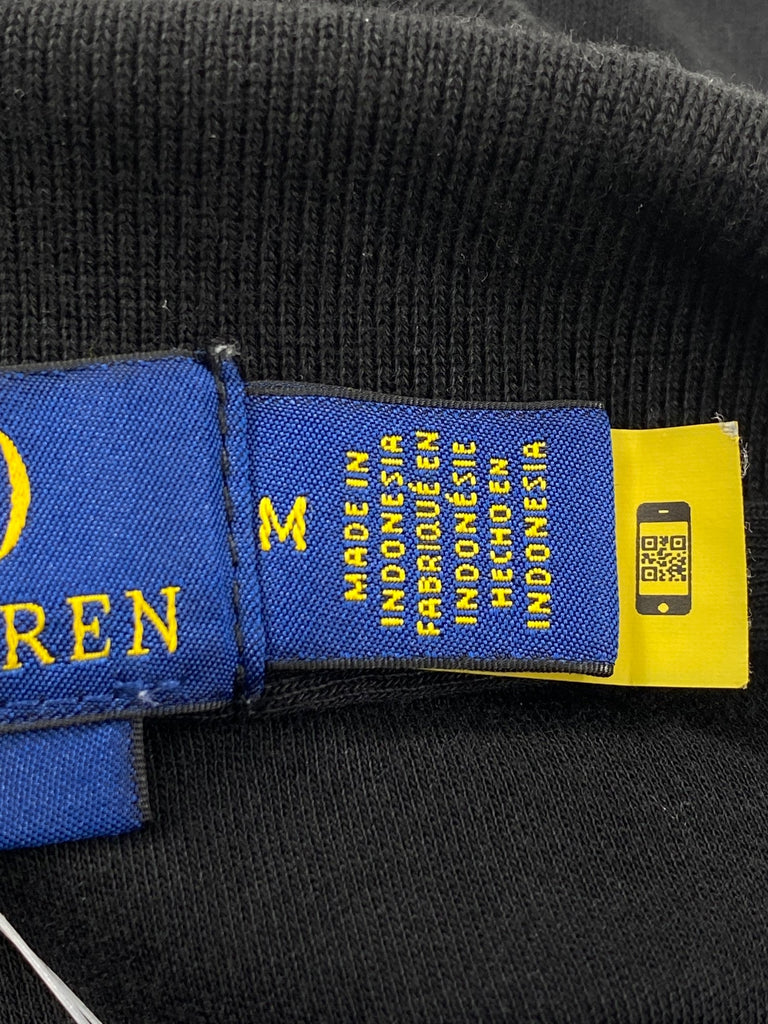 REN
M
MADE IN
INDONESIA
FABRIQUÉ EN
INDONÉSIE
HECHO EN
INDONESIA